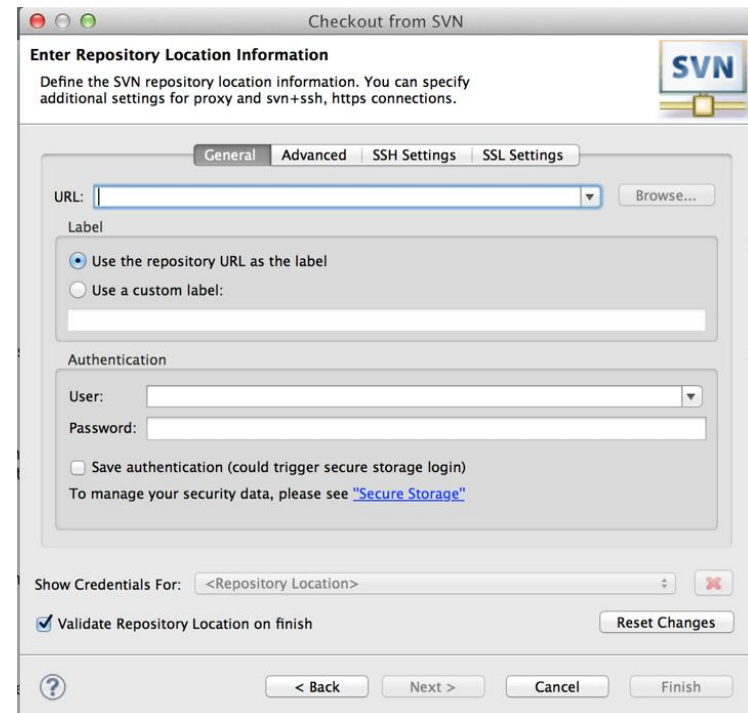 Checkout from SVN
Enter Repository Location Information
Define the SVN repository location information. You can specify
additional settings for proxy and svn+ssh, https connections.
SVN
General Advanced SSH Settings SSL Settings
URL: Browse...
Label
Use the repository URL as the label
Use a custom label:
Authentication
User:
Password:
Save authentication (could trigger secure storage login)
To manage your security data, please see "Secure Storage"
Show Credentials For: <Repository Location>
Validate Repository Location on finish Reset Changes
? < Back Next > Cancel Finish